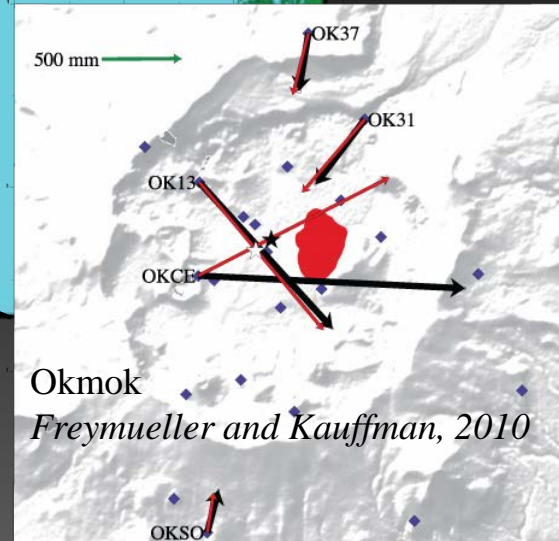 OK37
500 mm
OK31
OK13
OKCE
Okmok
Freymueller and Kauffman, 2010
OKSO